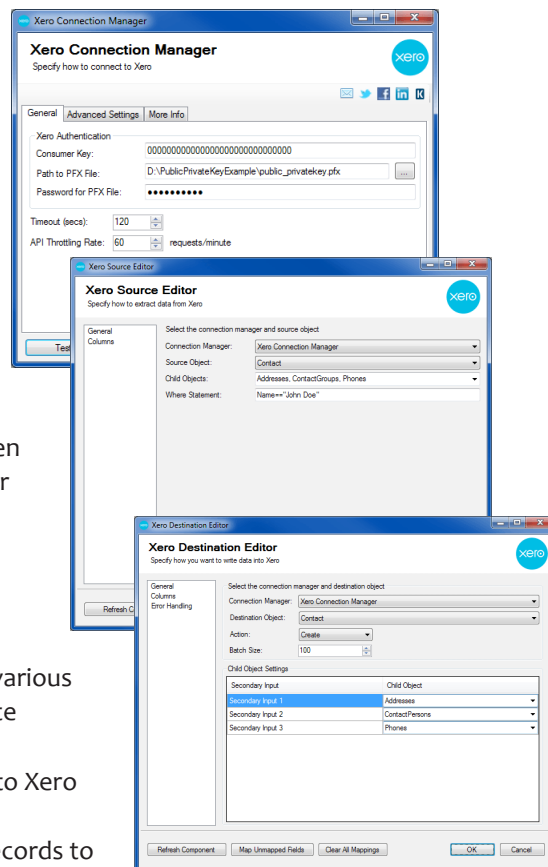 Xero Connection Manager
Xero Connection Manager
Specify how to connect to Xero
xero
General Advanced Settings More Info
Xero Authentication
Consumer Key: 00000000000000000000000000000
Path to PFX File: D:\PublicPrivateKeyExample\public_privatekey.pfx ...
Password for PFX File: ●●●●●●●●●●
Timeout (secs): 120
API Throttling Rate: 60 requests/minute
Xero Source Editor
Xero Source Editor
Specify how to extract data from Xero
xero
General
Columns
Select the connection manager and source object
Connection Manager: Xero Connection Manager
Source Object: Contact
Child Objects: Addresses, ContactGroups, Phones
Where Statement: Name=="John Doe"
Refresh C
Xero Destination Editor
Xero Destination Editor
Specify how you want to write data into Xero
xero
General
Columns
Error Handling
Select the connection manager and destination object
Connection Manager: Xero Connection Manager
Destination Object: Contact
Action: Create
Batch Size: 100
Child Object Settings
Secondary Input Child Object
Secondary Input 1 Addresses
Secondary Input 2 ContactPersons
Secondary Input 3 Phones
Refresh Component Map Unmapped Fields Clear All Mappings OK Cancel
en
r
various
te
to Xero
ecords to